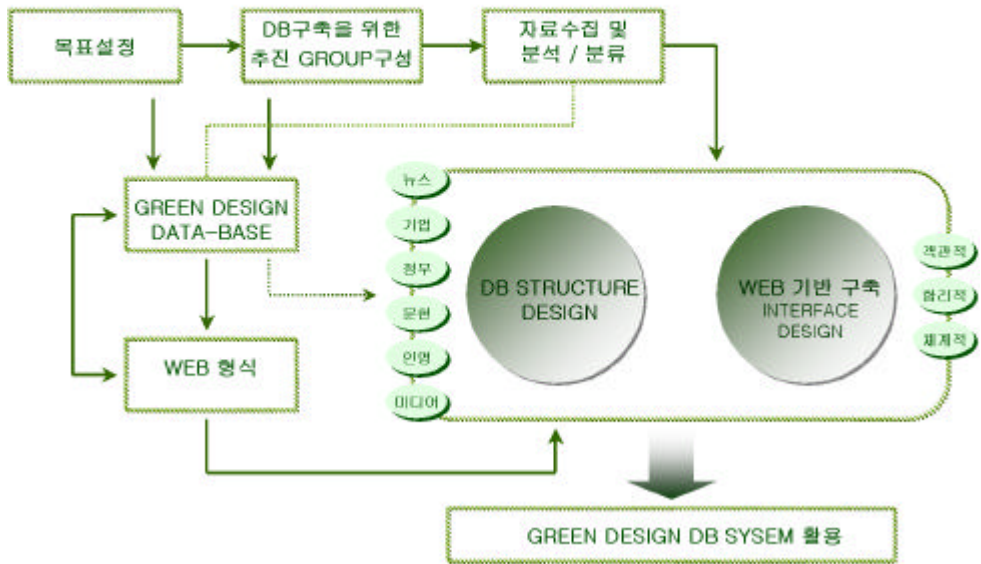 목표설정
DB구축을 위한
추진 GROUP구성
자료수집 및
분석 / 분류
GREEN DESIGN
DATA-BASE
WEB 형식
뉴스
기업
정부
문헌
인명
미디어
DB STRUCTURE
DESIGN
WEB 기반 구축
INTERFACE
DESIGN
객관적
합리적
체계적
GREEN DESIGN DB SYSEM 활용